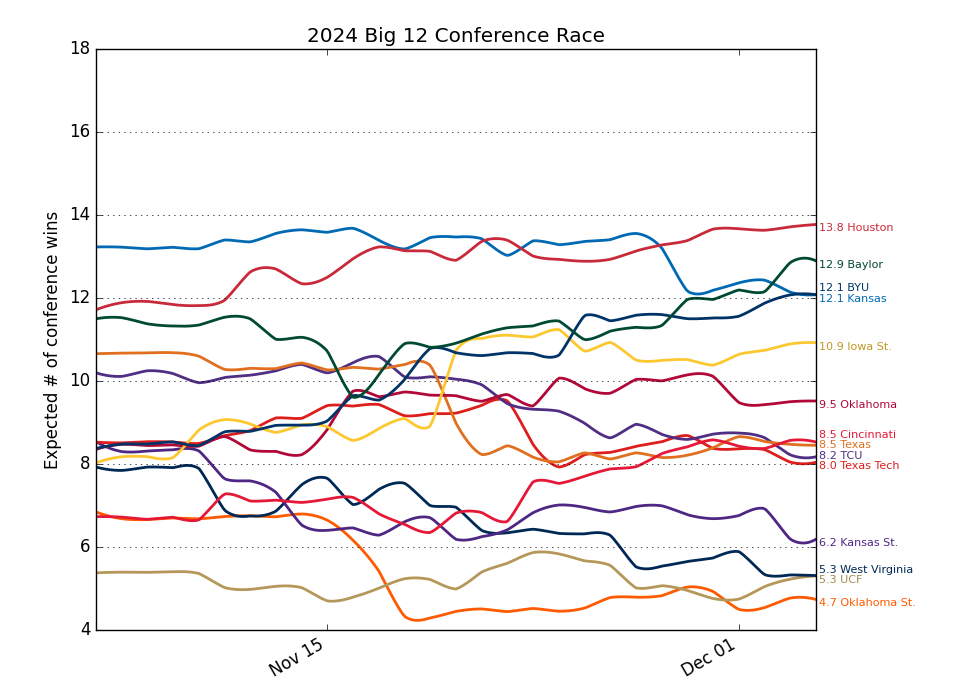 2024 Big 12 Conference Race
Expected # of conference wins
18
16
14
12
10
8
6
4
Nov 15
Dec 01
13.8 Houston
12.9 Baylor
12.1 BYU
12.1 Kansas
10.9 Iowa St.
9.5 Oklahoma
8.5 Cincinnati
8.5 Texas
8.2 TCU
8.0 Texas Tech
6.2 Kansas St.
5.3 West Virginia
5.3 UCF
4.7 Oklahoma St.